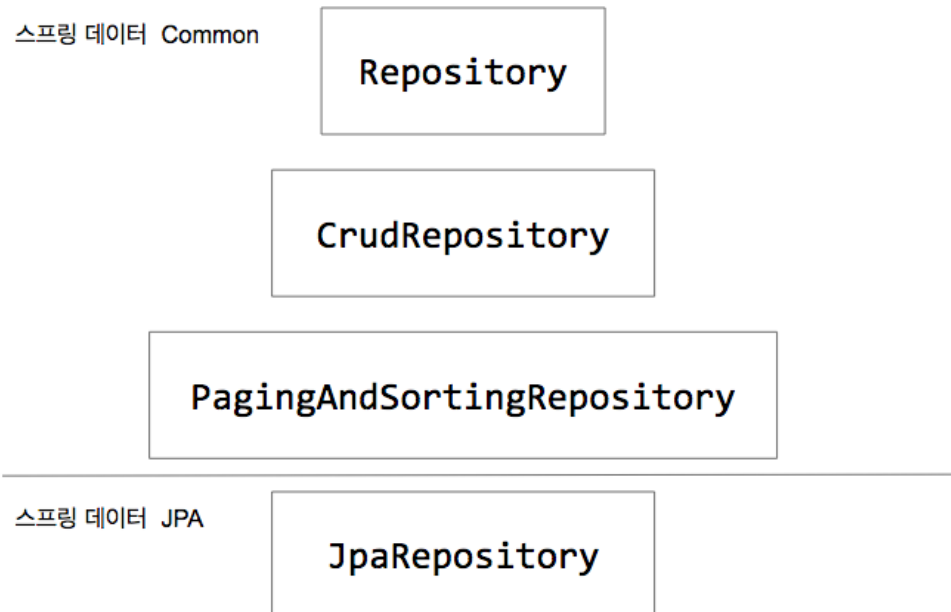 스프링 데이터 Common
Repository
CrudRepository
PagingAndSortingRepository
스프링 데이터 JPA
JpaRepository